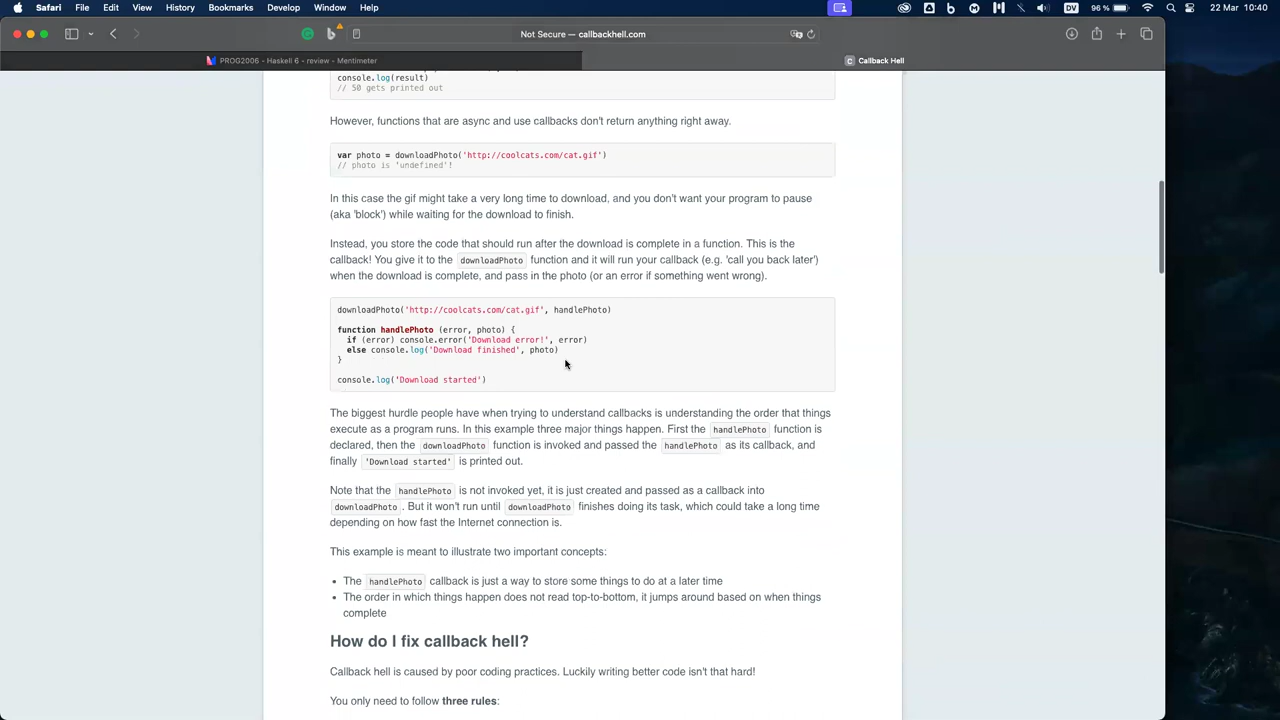 Safari File Edit View History Bookmarks Develop Window Help DV 96% 22 Mar 10:40
Not Secure — callbackhell.com
PROG2006 - Haskell 6 - review - Mentimeter
C Callback Hell
console.log(result)
// 50 gets printed out
However, functions that are async and use callbacks don't return anything right away.
var photo = downloadPhoto('http://coolcats.com/cat.gif')
// photo is 'undefined'!
In this case the gif might take a very long time to download, and you don't want your program to pause
(aka 'block') while waiting for the download to finish.
Instead, you store the code that should run after the download is complete in a function. This is the
callback! You give it to the downloadPhoto function and it will run your callback (e.g. 'call you back later')
when the download is complete, and pass in the photo (or an error if something went wrong).
downloadPhoto('http://coolcats.com/cat.gif', handlePhoto)
function handlePhoto (error, photo) {
if (error) console.error('Download error!', error)
else console.log('Download finished', photo)
}
console.log('Download started')
The biggest hurdle people have when trying to understand callbacks is understanding the order that things
execute as a program runs. In this example three major things happen. First the handlePhoto function is
declared, then the downloadPhoto function is invoked and passed the handlePhoto as its callback, and
finally 'Download started' is printed out.
Note that the handlePhoto is not invoked yet, it is just created and passed as a callback into
downloadPhoto . But it won't run until downloadPhoto finishes doing its task, which could take a long time
depending on how fast the Internet connection is.
This example is meant to illustrate two important concepts:
• The handlePhoto callback is just a way to store some things to do at a later time
• The order in which things happen does not read top-to-bottom, it jumps around based on when things
complete
How do I fix callback hell?
Callback hell is caused by poor coding practices. Luckily writing better code isn't that hard!
You only need to follow three rules: